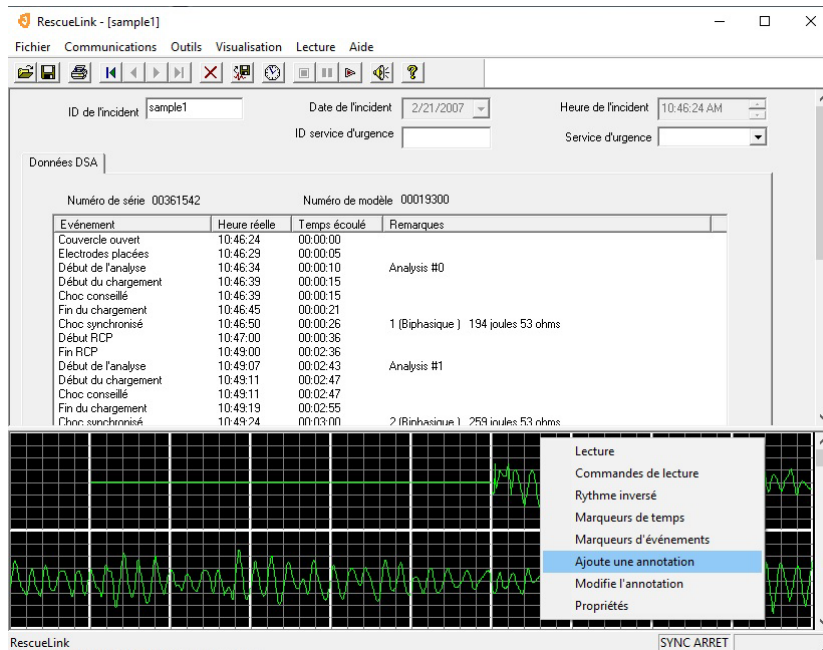 RescueLink - [sample1]
Fichier Communications Outils Visualisation Lecture Aide
ID de l'incident sample1 Date de l'incident 2/21/2007 Heure de l'incident 10:46:24 AM
ID service d'urgence Service d'urgence
Données DSA
Numéro de série 00361542 Numéro de modèle 00019300
Evénement Heure réelle Temps écoulé Remarques
Couvercle ouvert 10:46:24 00:00:00
Electrodes placées 10:46:29 00:00:05
Début de l'analyse 10:46:34 00:00:10 Analysis #0
Début du chargement 10:46:39 00:00:15
Choc conseillé 10:46:39 00:00:15
Fin du chargement 10:46:45 00:00:21
Choc synchronisé 10:46:50 00:00:26 1 (Biphasique ) 194 joules 53 ohms
Début RCP 10:47:00 00:00:36
Fin RCP 10:49:00 00:02:36
Début de l'analyse 10:49:07 00:02:43 Analysis #1
Début du chargement 10:49:11 00:02:47
Choc conseillé 10:49:11 00:02:47
Fin du chargement 10:49:19 00:02:55
Choc synchronisé 10:49:24 00:03:00 2 (Biphasique ) 259 joules 53 ohms
Lecture
Commandes de lecture
Rythme inversé
Marqueurs de temps
Marqueurs d'événements
Ajoute une annotation
Modifie l'annotation
Propriétés
RescueLink SYNC ARRET